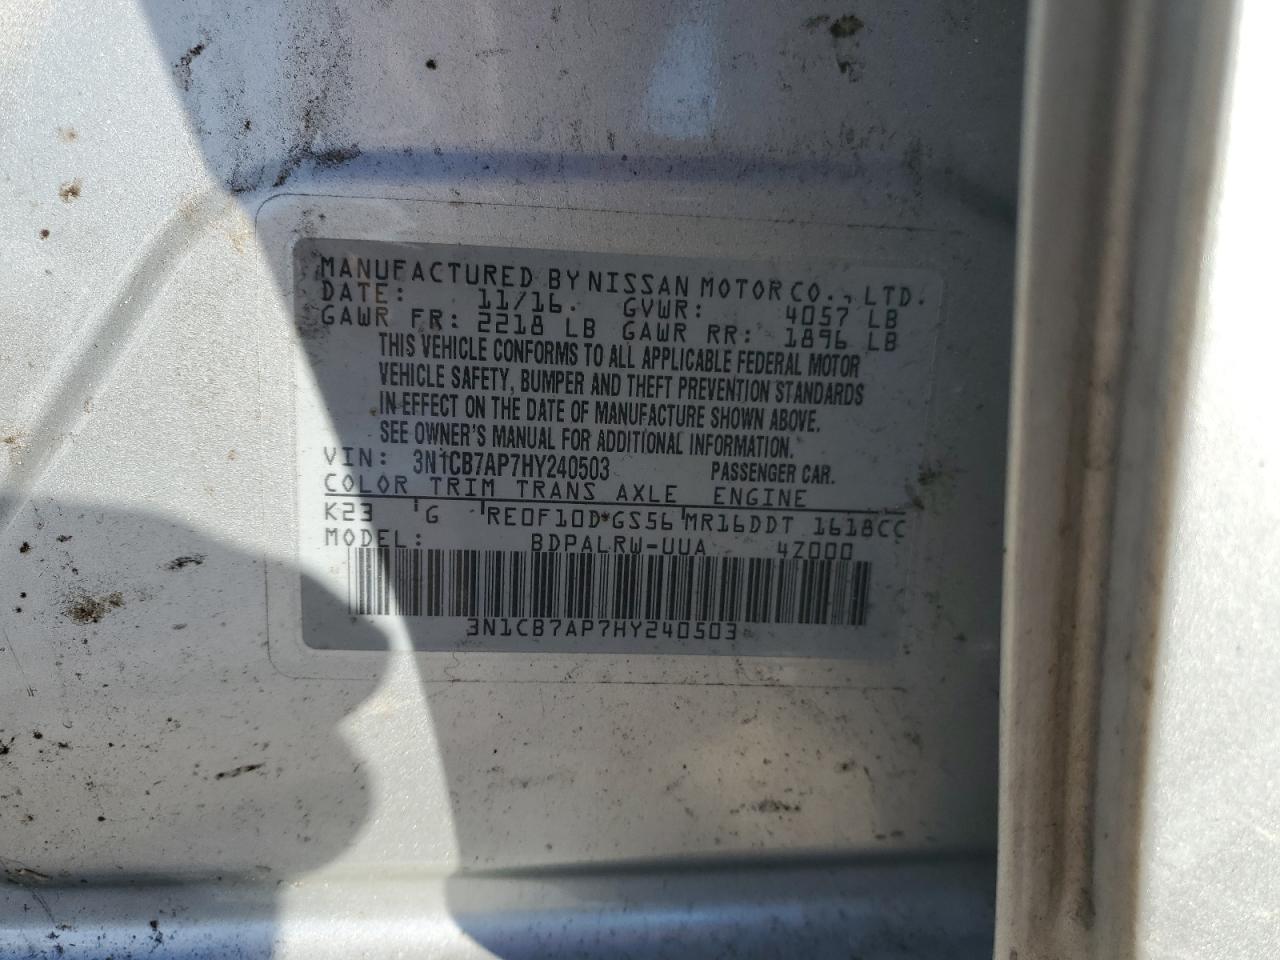 MANUFACTURED BY NISSAN MOTOR CO., LTD.
DATE: 11/16. GVWR: 4057 LB
GAWR FR: 2218 LB GAWR RR: 1896 LB
THIS VEHICLE CONFORMS TO ALL APPLICABLE FEDERAL MOTOR
VEHICLE SAFETY, BUMPER AND THEFT PREVENTION STANDARDS
IN EFFECT ON THE DATE OF MANUFACTURE SHOWN ABOVE.
SEE OWNER'S MANUAL FOR ADDITIONAL INFORMATION.
VIN: 3N1CB7AP7HY240503 PASSENGER CAR.
COLOR TRIM TRANS AXLE ENGINE
K23 G RE0F10D GS56 MR16DDT 1618CC
MODEL: BDPALRW-UUA 4Z000
3N1CB7AP7HY240503